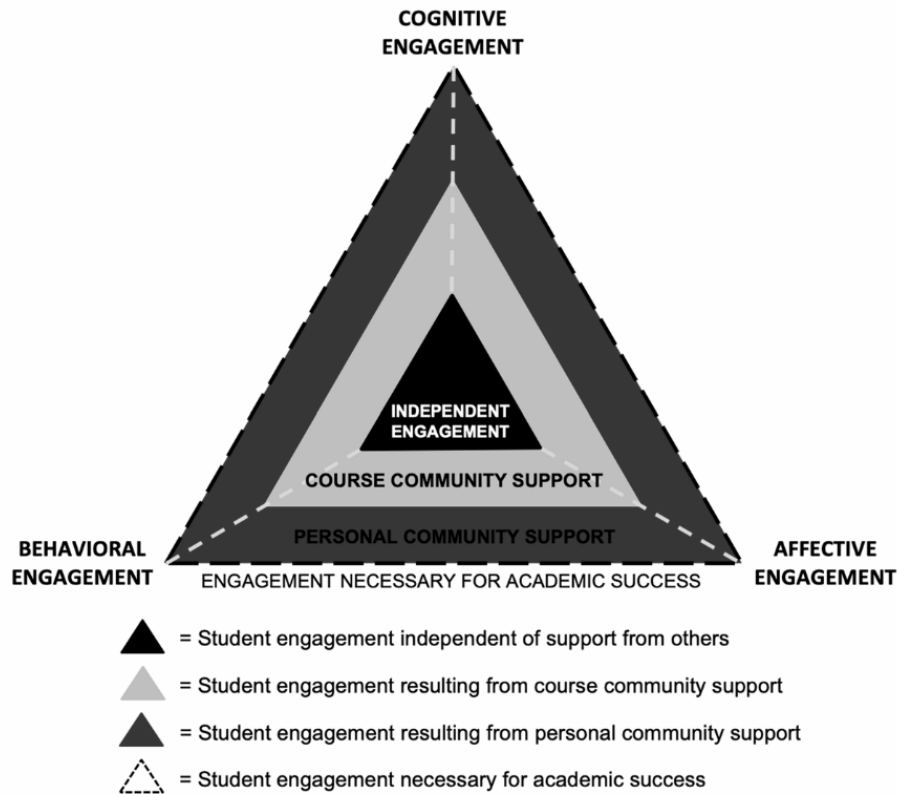 COGNITIVE
ENGAGEMENT
INDEPENDENT
ENGAGEMENT
COURSE COMMUNITY SUPPORT
PERSONAL COMMUNITY SUPPORT
BEHAVIORAL
ENGAGEMENT
AFFECTIVE
ENGAGEMENT
ENGAGEMENT NECESSARY FOR ACADEMIC SUCCESS
= Student engagement independent of support from others
= Student engagement resulting from course community support
= Student engagement resulting from personal community support
= Student engagement necessary for academic success